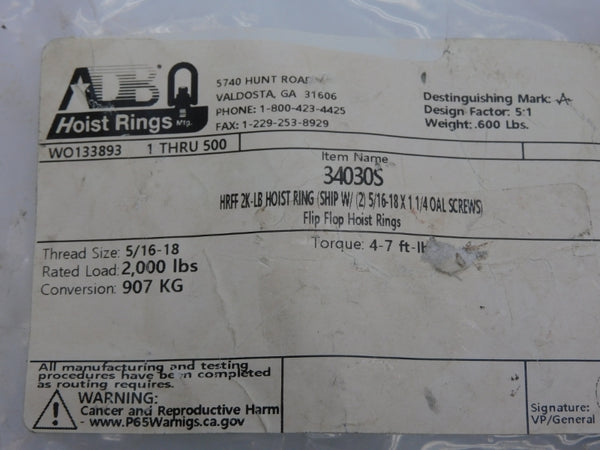 ADB
Hoist Rings Mfg.
5740 HUNT ROAD
VALDOSTA, GA 31606
PHONE: 1-800-423-4425
FAX: 1-229-253-8929
Destinguishing Mark: A
Design Factor: 5:1
Weight: .600 Lbs.
WO133893 1 THRU 500
Item Name
34030S
HRFF 2K-LB HOIST RING (SHIP W/ (2) 5/16-18 X 1 1/4 OAL SCREWS)
Flip Flop Hoist Rings
Thread Size: 5/16-18
Rated Load: 2,000 lbs
Conversion: 907 KG
Torque: 4-7 ft-lb
All manufacturing and testing
procedures have been completed
as routing requires.
WARNING:
Cancer and Reproductive Harm
- www.P65Warnigs.ca.gov
Signature:
VP/General